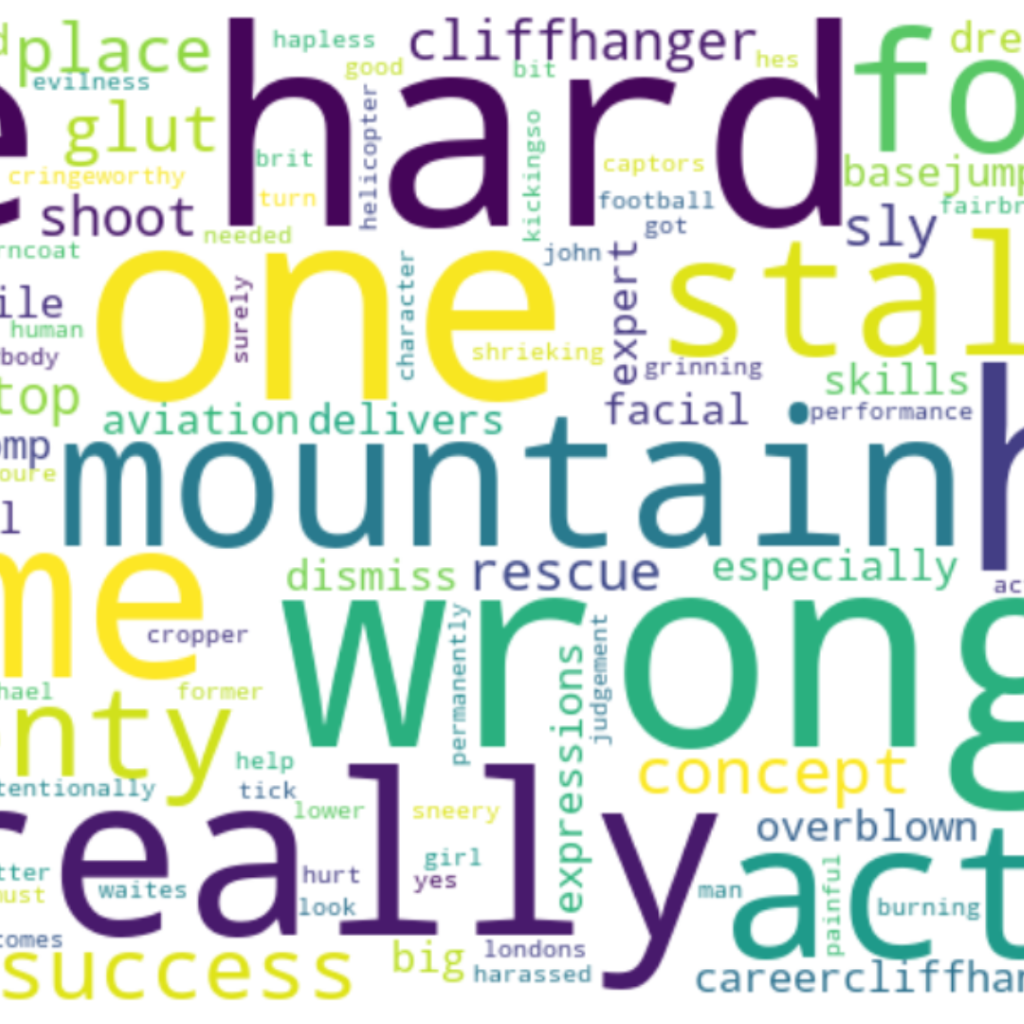 place
hapless
cliffhanger
hes
dre
evilness
good
bit
e hard
fo
glut
helicopter
kickingso
brit
captors
cringeworthy
turn
football
basejump
shoot
needed
got
sly
fairbr
rncoat
one
john
stal
ile
surely
character
expert
human
shrieking
body
grinning
top
skills
aviation
delivers
facial
performance
omp
mountain
h
oure
l
me
dismiss
rescue
especially
ac
cropper
wrong
permanently
judgement
expressions
hael
former
nty
help
concept
tentionally
tick
lower
sneery
really
overblown
act
tter
hurt
girl
yes
man
painful
ust
waites
look
burning
comes
londons
success
big
harassed
careercliffhan